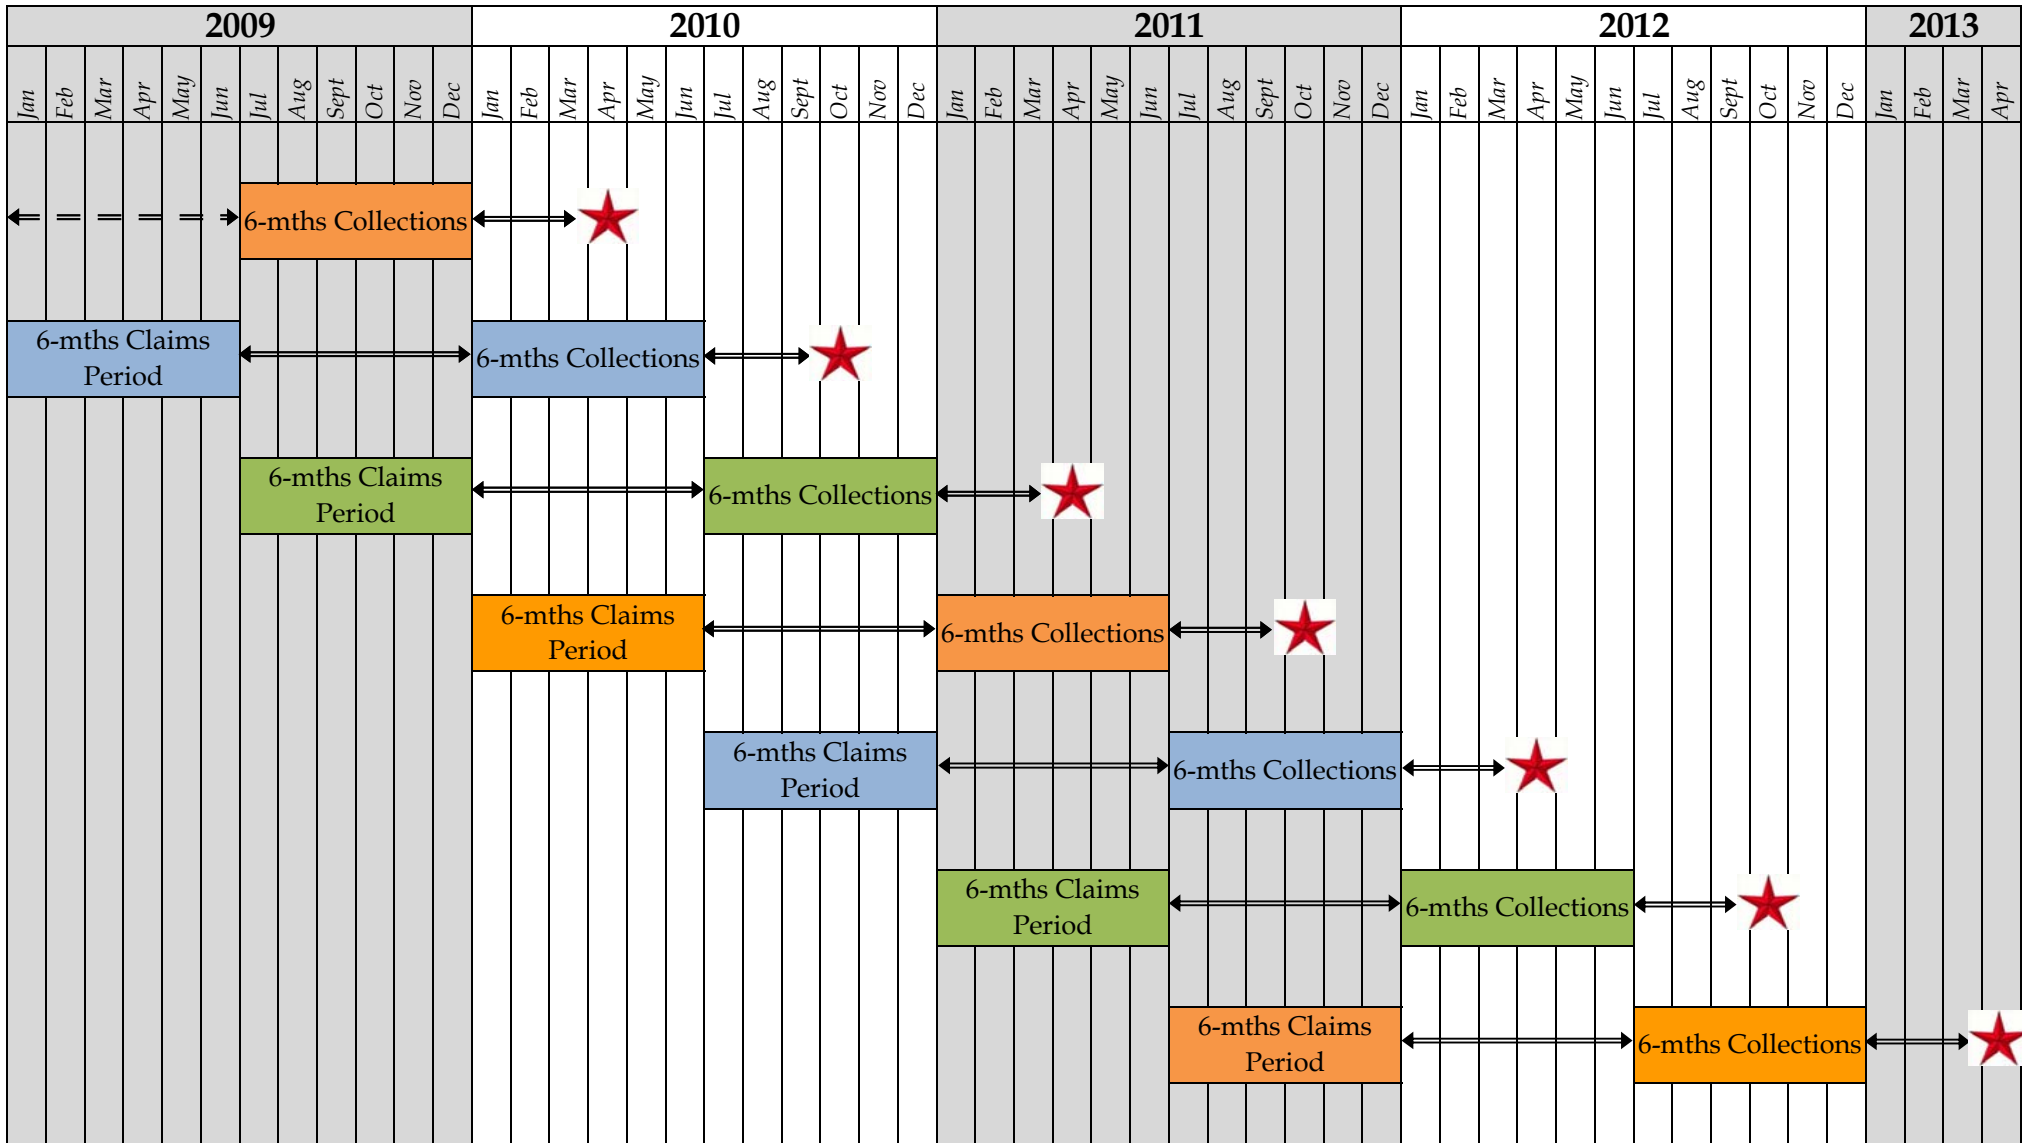 2009 2010 2011 2012 2013
Jan Feb Mar Apr May Jun Jul Aug Sept Oct Nov Dec Jan Feb Mar Apr May Jun Jul Aug Sept Oct Nov Dec Jan Feb Mar Apr May Jun Jul Aug Sept Oct Nov Dec Jan Feb Mar Apr May Jun Jul Aug Sept Oct Nov Dec Jan Feb Mar Apr
6-mths Collections
6-mths Claims
Period
6-mths Collections
6-mths Claims
Period
6-mths Collections
6-mths Claims
Period
6-mths Collections
6-mths Claims
Period
6-mths Collections
6-mths Claims
Period
6-mths Collections
6-mths Claims
Period
6-mths Collections